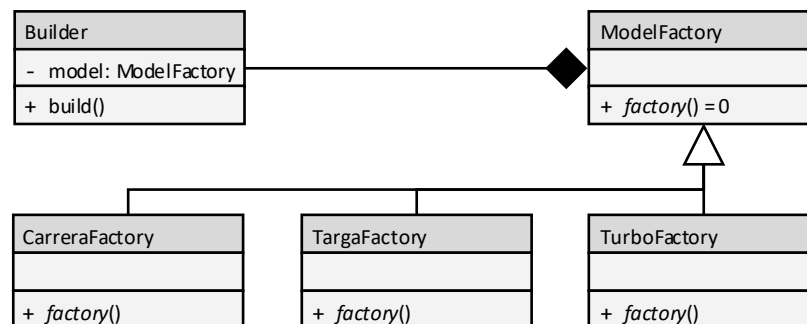 Builder
- model: ModelFactory
+ build()
ModelFactory
+ factory() = 0
CarreraFactory
+ factory()
TargaFactory
+ factory()
TurboFactory
+ factory()